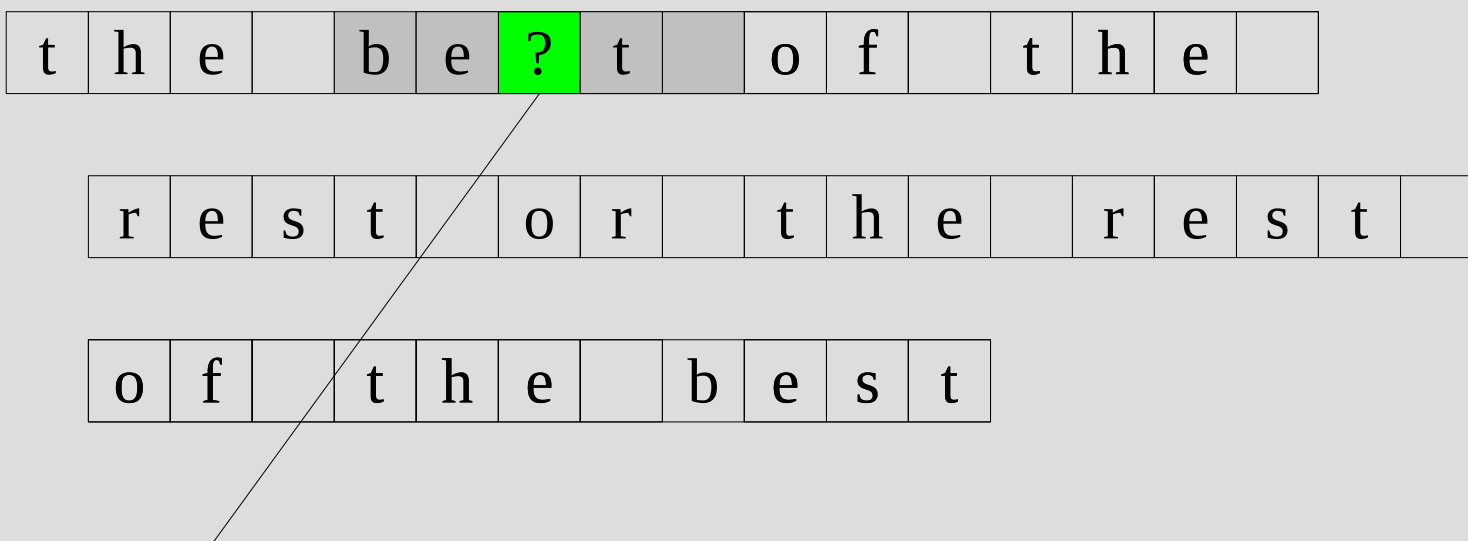 the be?t of the
rest or the rest
of the best